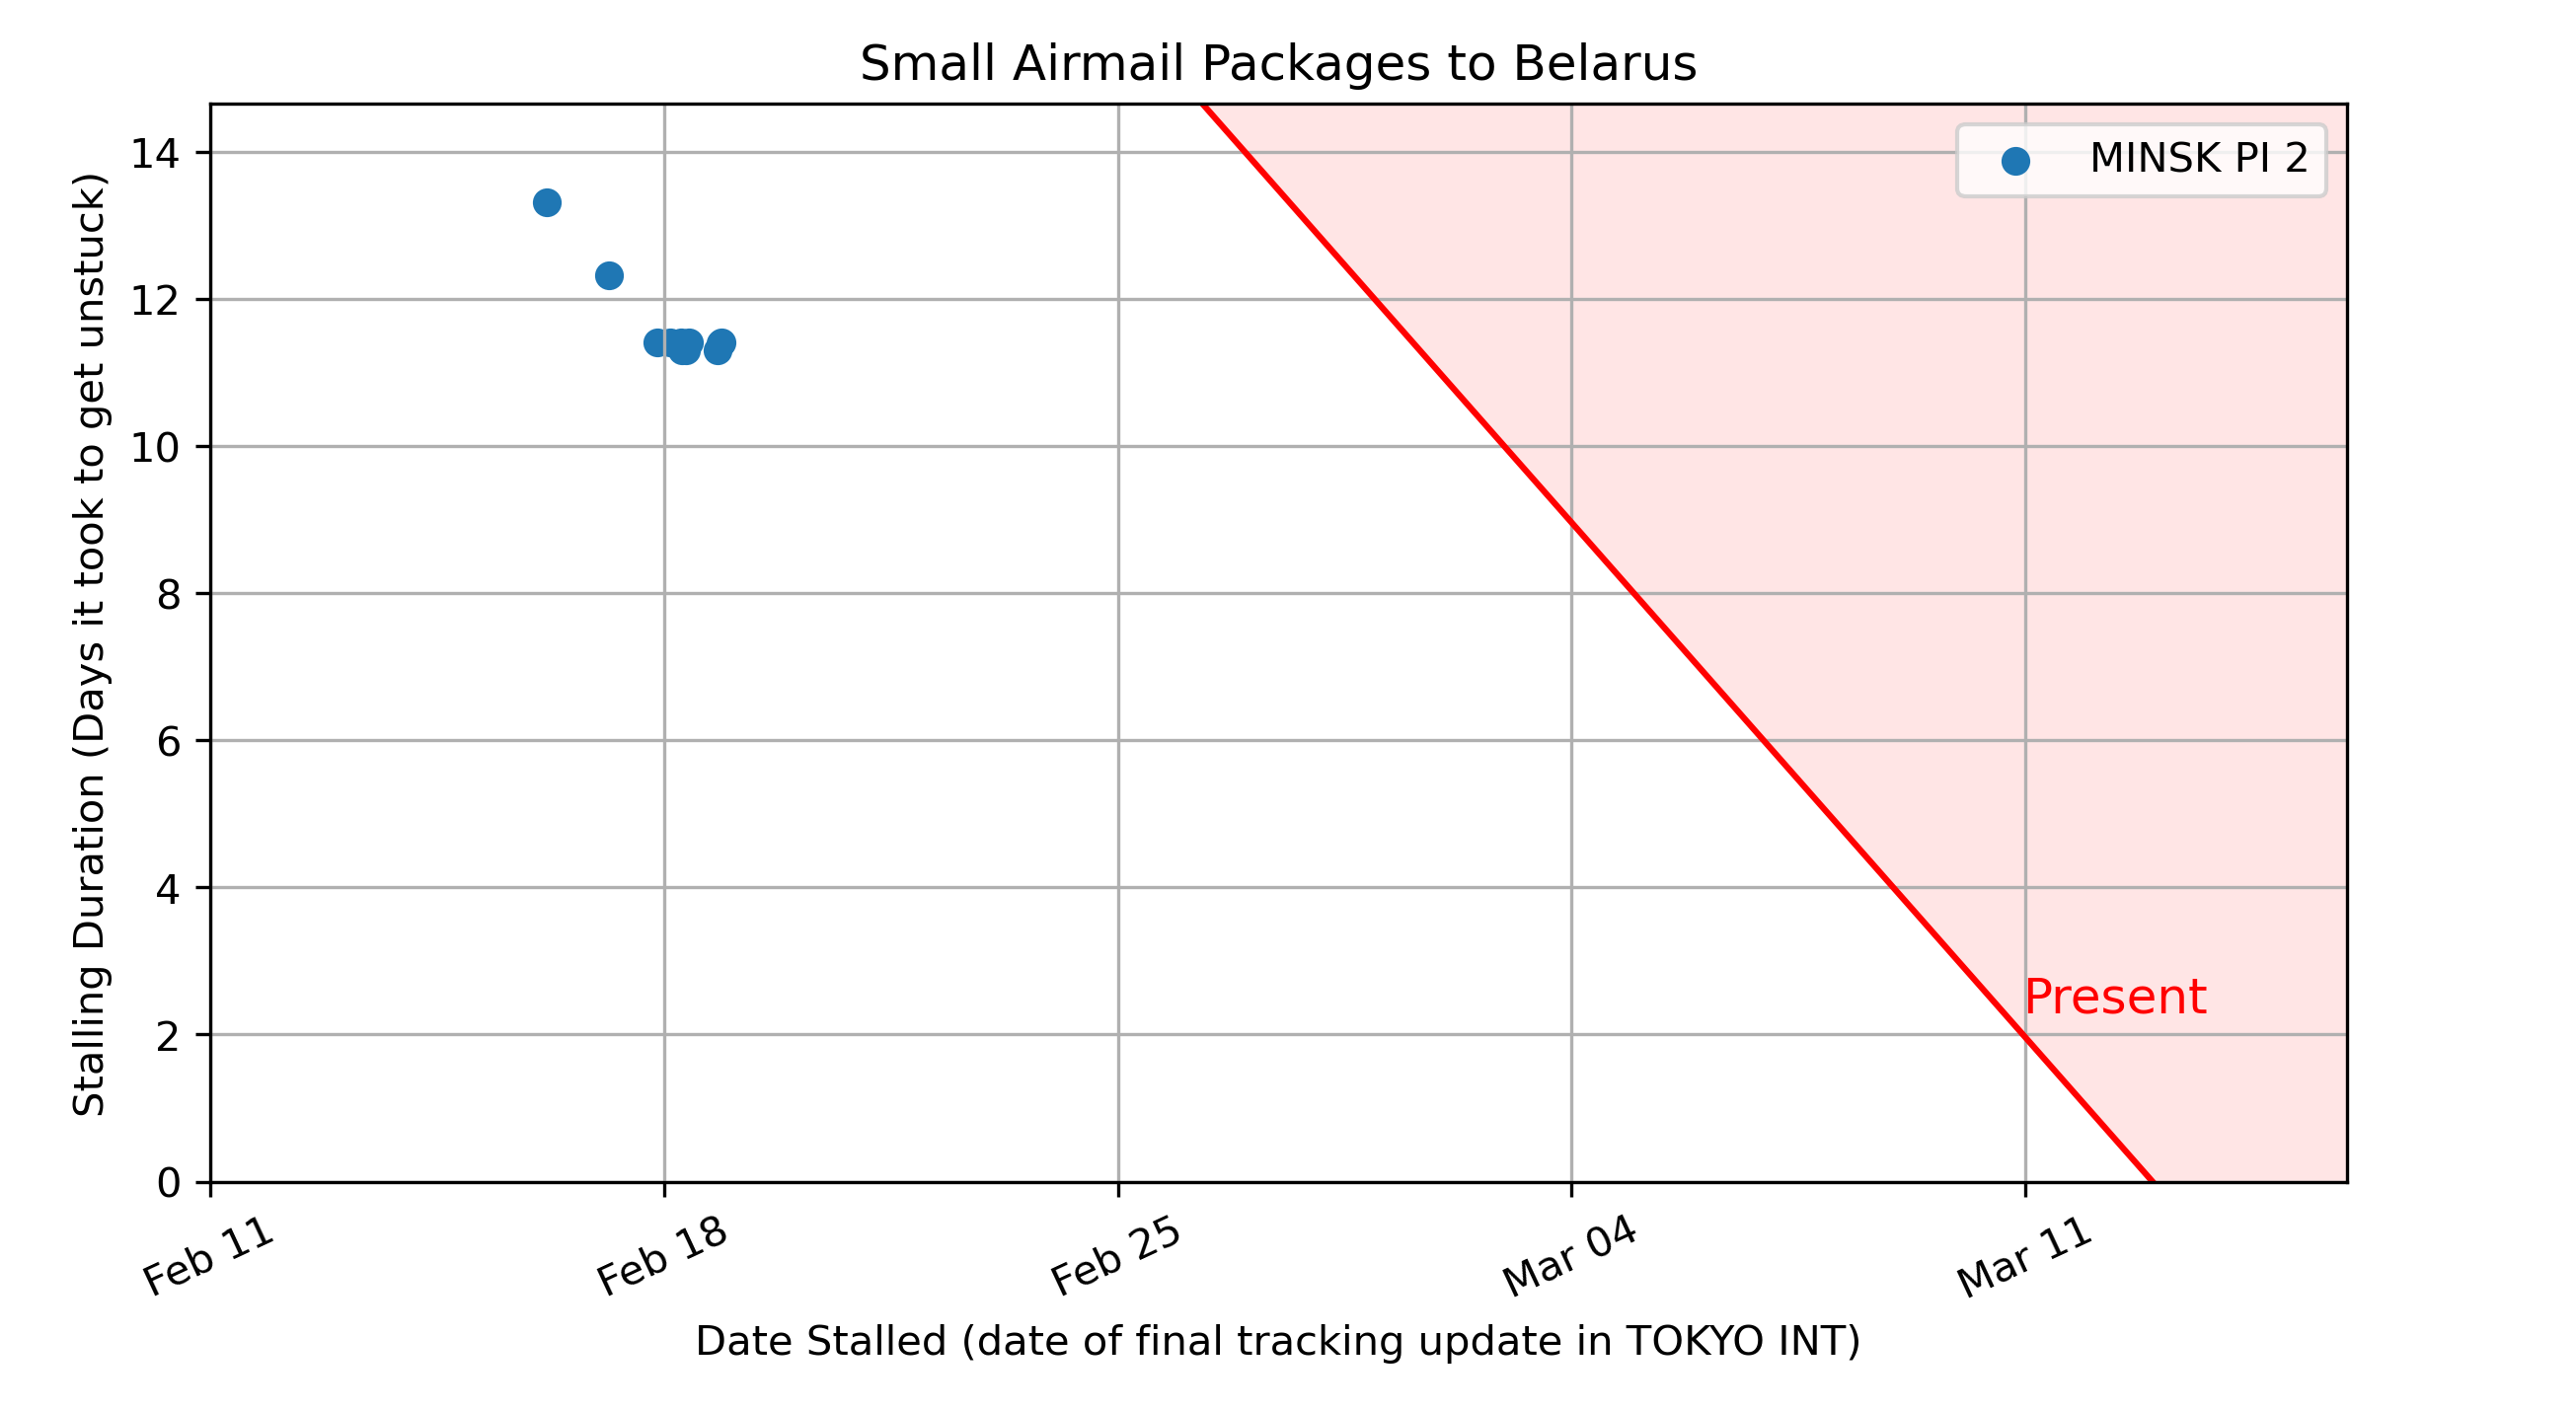 Small Airmail Packages to Belarus
MINSK PI 2
Stalling Duration (Days it took to get unstuck)
14
12
10
8
6
4
2
0
Present
Feb 11
Feb 18
Feb 25
Mar 04
Mar 11
Date Stalled (date of final tracking update in TOKYO INT)